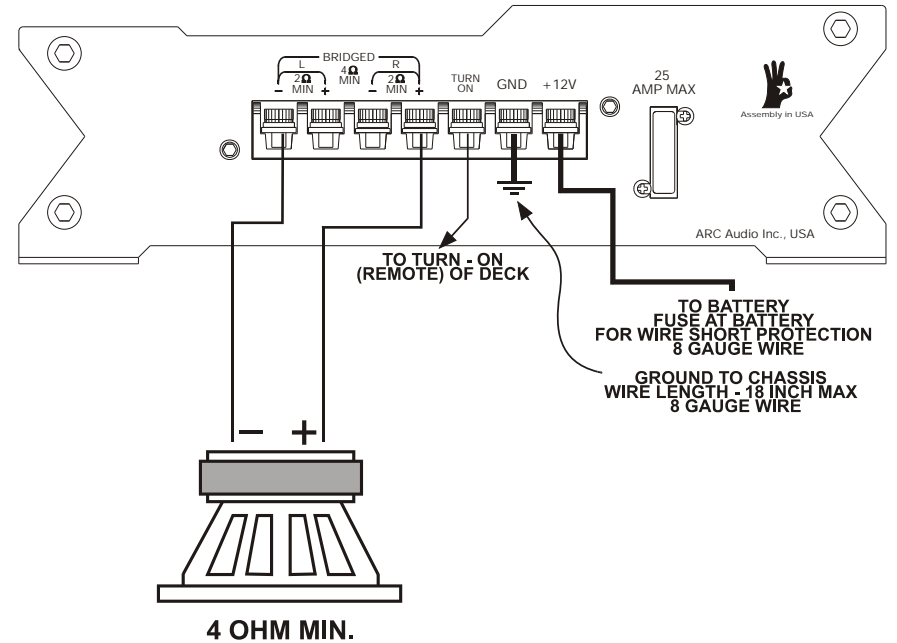 BRIDGED
L 4Ω R
2Ω MIN 2Ω
- MIN + - MIN +
TURN
ON
GND
+12V
25
AMP MAX
Assembly in USA
ARC Audio Inc., USA
TO TURN - ON
(REMOTE) OF DECK
TO BATTERY
FUSE AT BATTERY
FOR WIRE SHORT PROTECTION
8 GAUGE WIRE
GROUND TO CHASSIS
WIRE LENGTH - 18 INCH MAX
8 GAUGE WIRE
- +
4 OHM MIN.